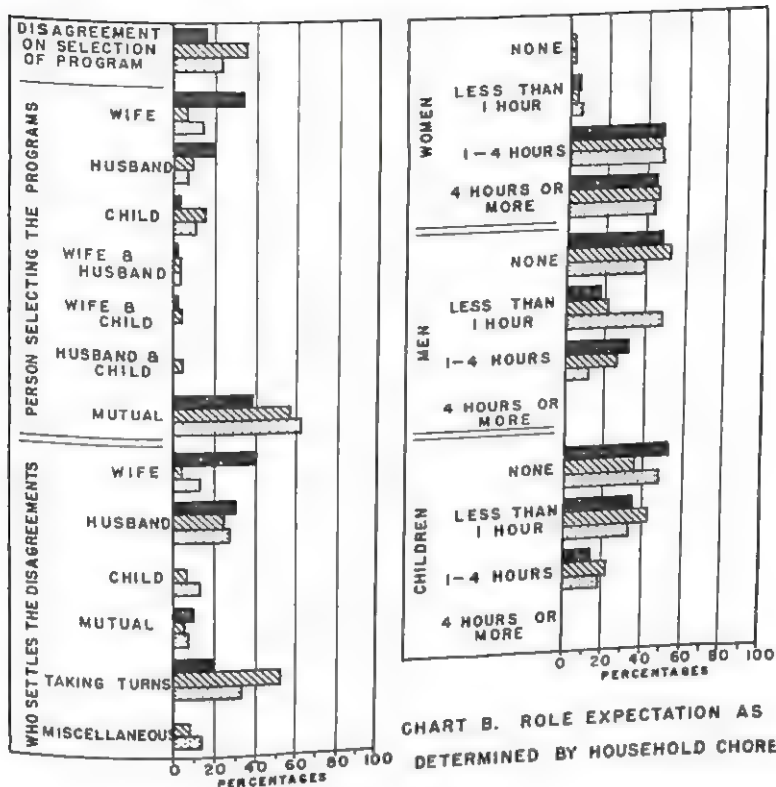 DISAGREEMENT
ON SELECTION
OF PROGRAM
PERSON SELECTING THE PROGRAMS
WIFE
HUSBAND
CHILD
WIFE &
HUSBAND
WIFE &
CHILD
HUSBAND &
CHILD
MUTUAL
WHO SETTLES THE DISAGREEMENTS
WIFE
HUSBAND
CHILD
MUTUAL
TAKING TURNS
MISCELLANEOUS
0 20 40 60 80 100
PERCENTAGES
WOMEN
NONE
LESS THAN
1 HOUR
1-4 HOURS
4 HOURS OR
MORE
MEN
NONE
LESS THAN
1 HOUR
1-4 HOURS
4 HOURS OR
MORE
CHILDREN
NONE
LESS THAN
1 HOUR
1-4 HOURS
4 HOURS OR
MORE
0 20 40 60 80 100
PERCENTAGES
CHART B. ROLE EXPECTATION AS
DETERMINED BY HOUSEHOLD CHORE